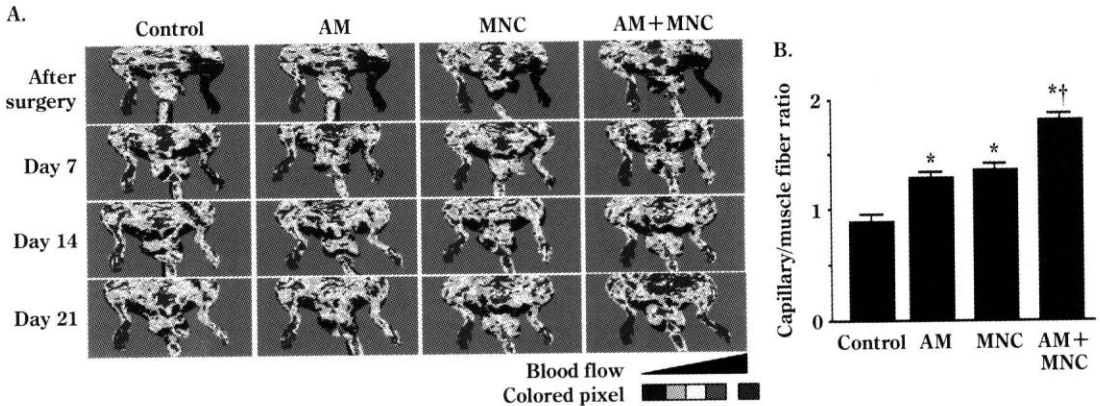 A.
Control AM MNC AM+MNC
After
surgery
Day 7
Day 14
Day 21
Blood flow
Colored pixel
B.
Capillary/muscle fiber ratio
2
1
0
*
*
*†
Control AM MNC AM+
MNC